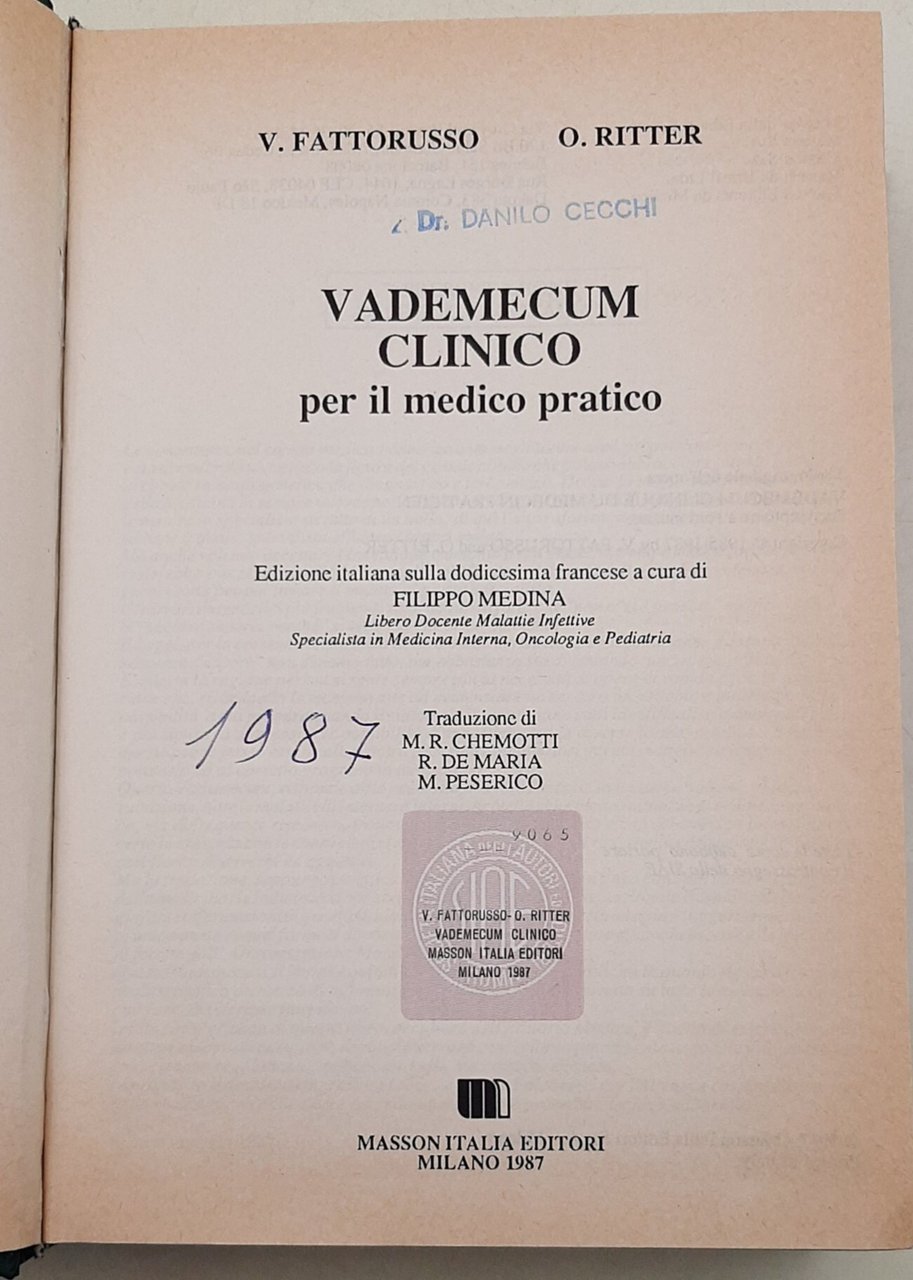 V. FATTORUSSO O. RITTER
Dr. DANILO CECCHI
VADEMECUM
CLINICO
per il medico pratico
Edizione italiana sulla dodicesima francese a cura di
FILIPPO MEDINA
Libero Docente Malattie Infettive
Specialista in Medicina Interna, Oncologia e Pediatria
1987
Traduzione di
M. R. CHEMOTTI
R. DE MARIA
M. PESERICO
9065
V. FATTORUSSO - O. RITTER
VADEMECUM CLINICO
MASSON ITALIA EDITORI
MILANO 1987
MASSON ITALIA EDITORI
MILANO 1987